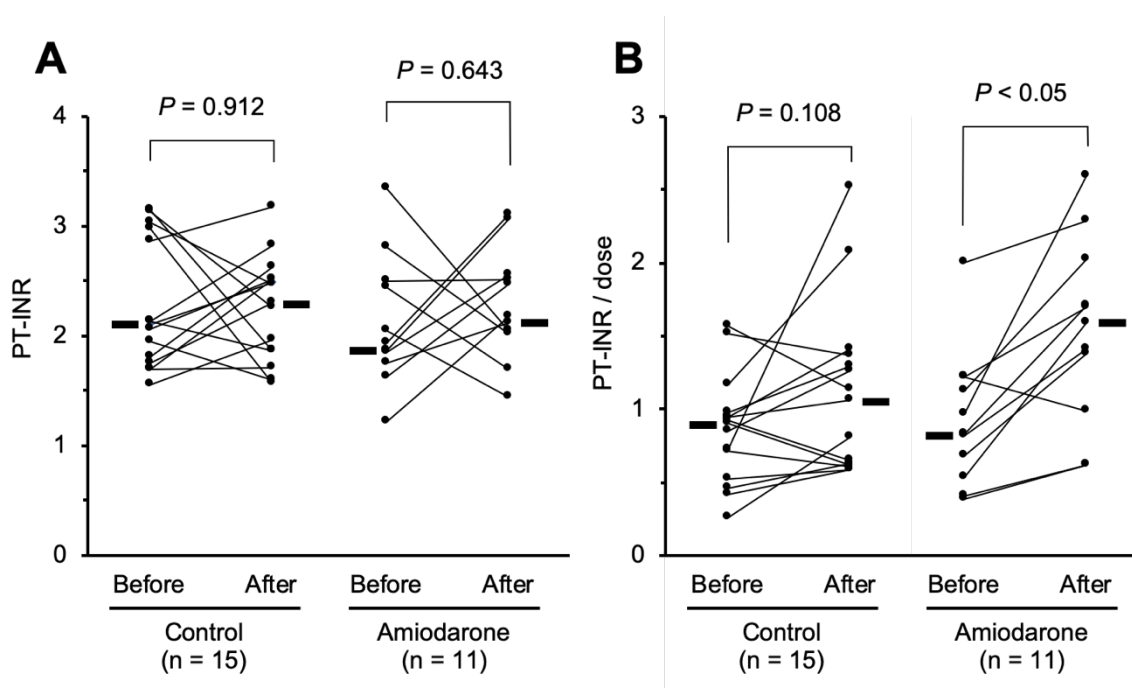 A
P = 0.912
P = 0.643
4
3
2
1
0
PT-INR
Before
After
Before
After
Control
(n = 15)
Amiodarone
(n = 11)
B
P = 0.108
P < 0.05
3
2
1
0
PT-INR / dose
Before
After
Before
After
Control
(n = 15)
Amiodarone
(n = 11)